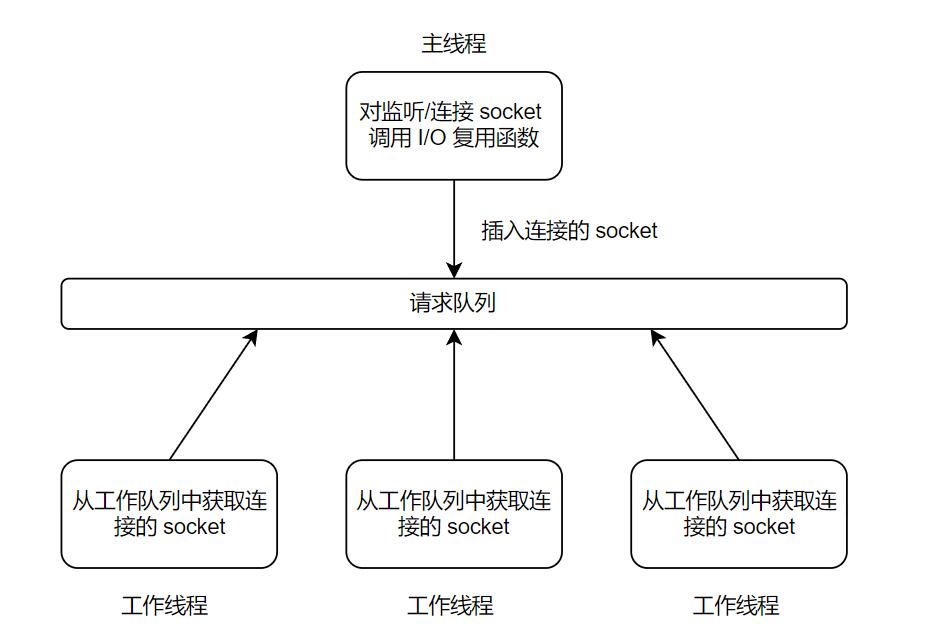 主线程
对监听/连接 socket
调用 I/O 复用函数
插入连接的 socket
请求队列
从工作队列中获取连
接的 socket
从工作队列中获取连
接的 socket
从工作队列中获取连
接的 socket
工作线程
工作线程
工作线程